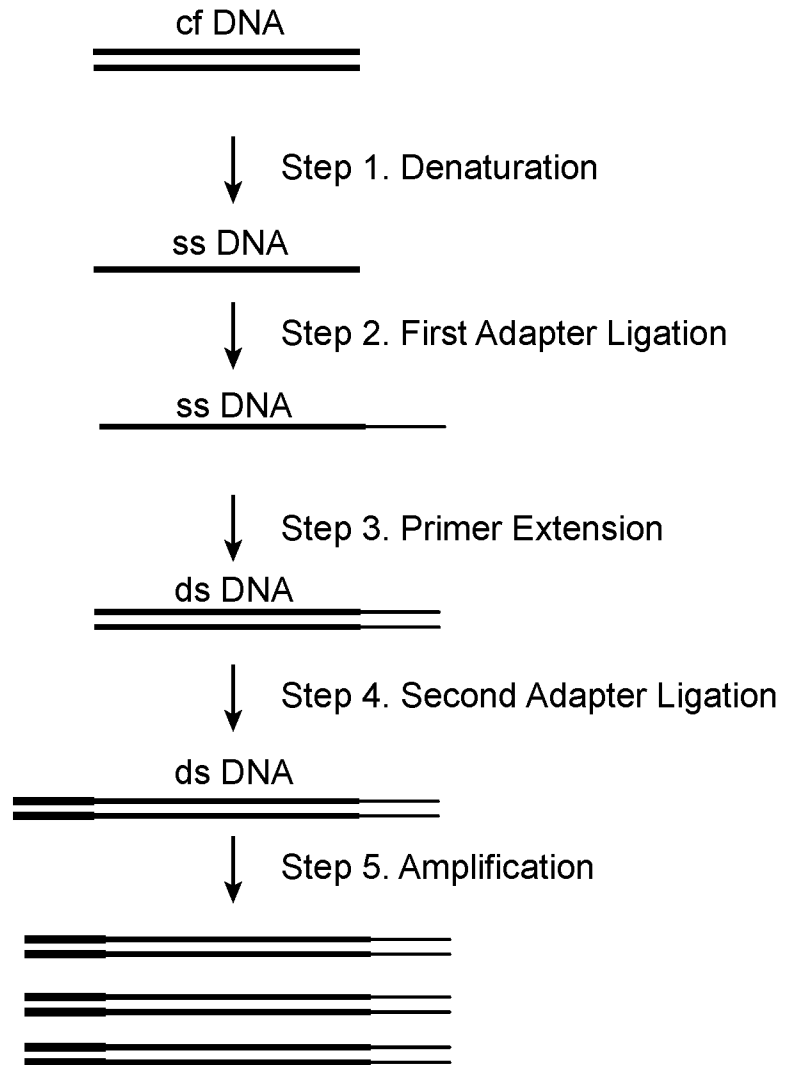 cf DNA
Step 1. Denaturation
ss DNA
Step 2. First Adapter Ligation
ss DNA
Step 3. Primer Extension
ds DNA
Step 4. Second Adapter Ligation
ds DNA
Step 5. Amplification